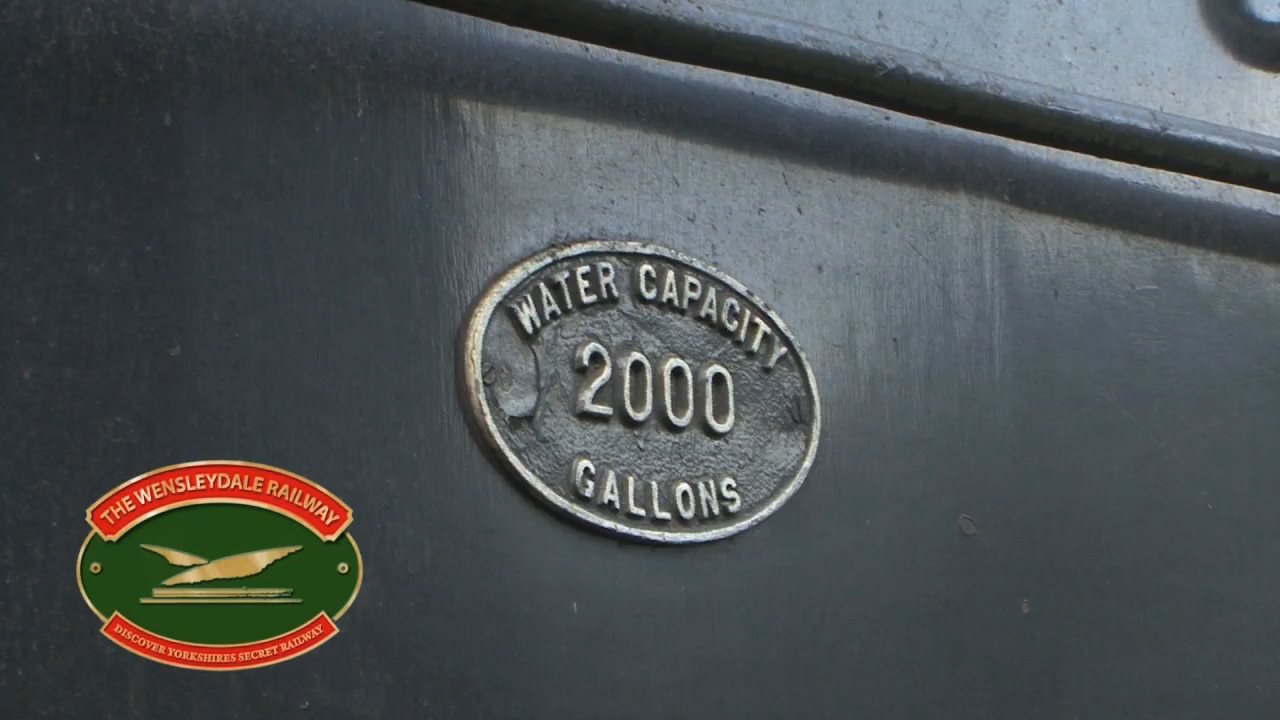 WATER CAPACITY
2000
GALLONS
THE WENSLEYDALE RAILWAY
DISCOVER YORKSHIRES SECRET RAILWAY